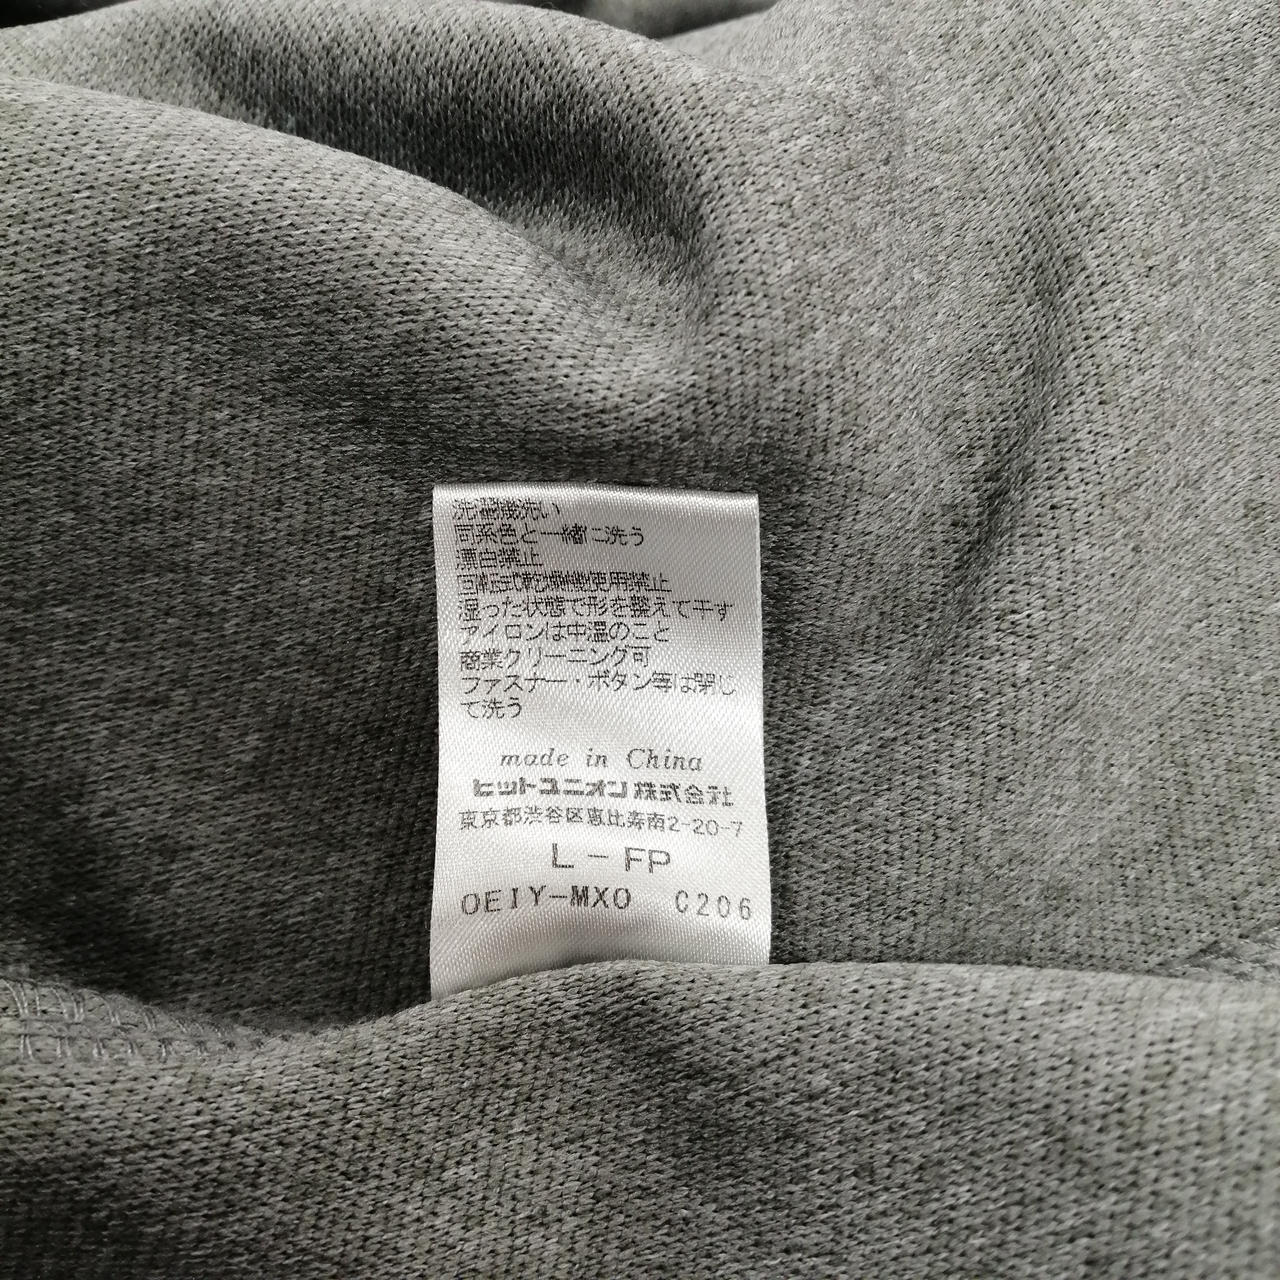 洗濯機洗い
同系色と一緒に洗う
漂白禁止
回転式乾燥機使用禁止
湿った状態で形を整えて干す
アイロンは中温のこと
商業クリーニング可
ファスナー・ボタン等は閉じ
て洗う
made in China
ヒットユニオン株式会社
東京都渋谷区恵比寿南2-20-7
L-FP
OEIY-MXO C206